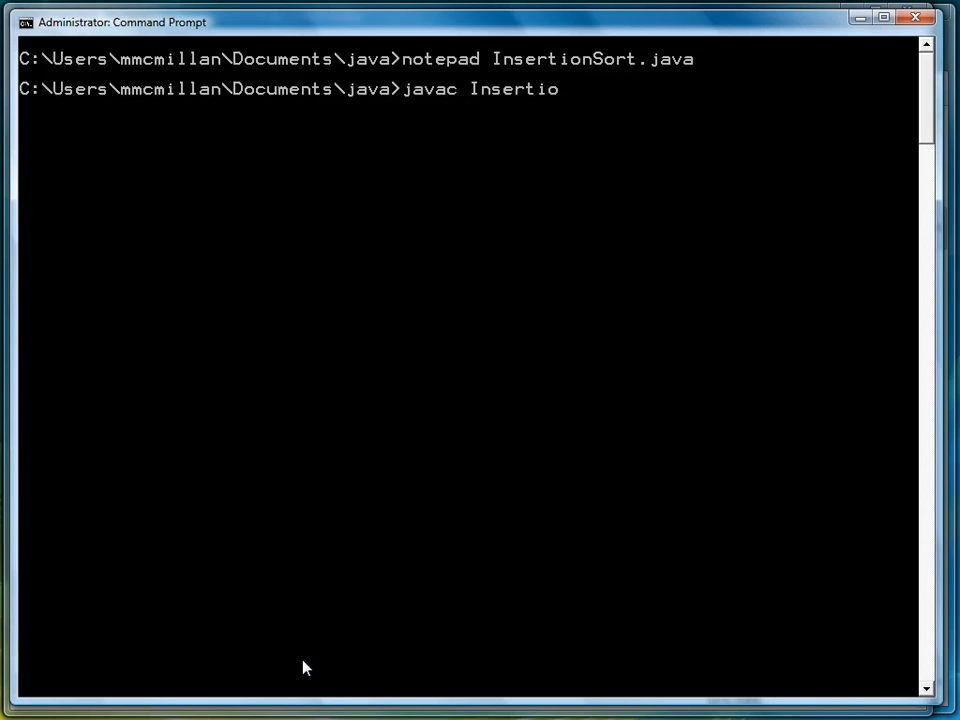 Administrator: Command Prompt
C:\Users\mmcmillan\Documents\java>notepad InsertionSort.java
C:\Users\mmcmillan\Documents\java>javac Insertio